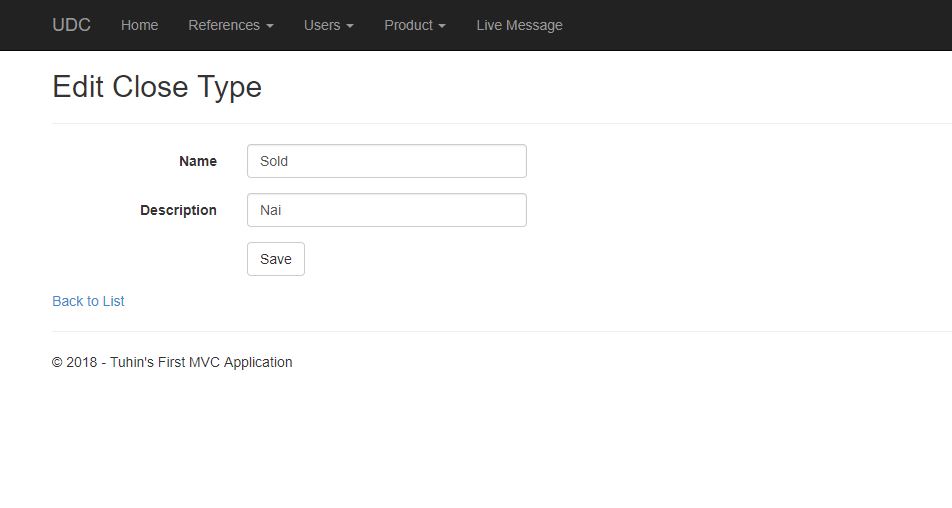 UDC Home References Users Product Live Message
Edit Close Type
Name Sold
Description Nai
Save
Back to List
© 2018 - Tuhin's First MVC Application